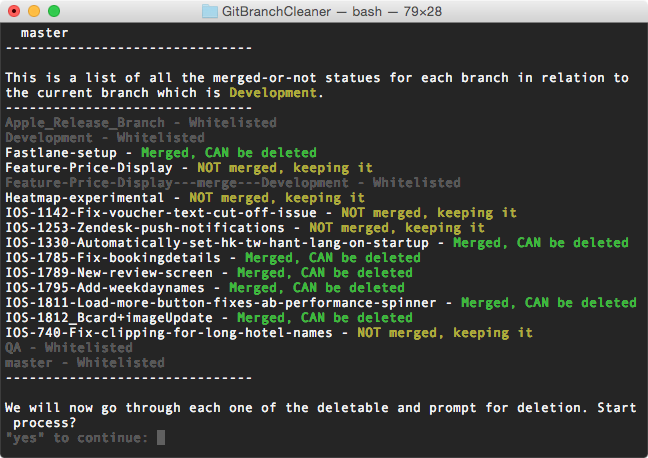 GitBranchCleaner — bash — 79×28
master
-------------------------------
This is a list of all the merged-or-not statues for each branch in relation to
the current branch which is Development.
-------------------------------
Apple_Release_Branch - Whitelisted
Development - Whitelisted
Fastlane-setup - Merged, CAN be deleted
Feature-Price-Display - NOT merged, keeping it
Feature-Price-Display---merge---Development - Whitelisted
Heatmap-experimental - NOT merged, keeping it
IOS-1142-Fix-voucher-text-cut-off-issue - NOT merged, keeping it
IOS-1253-Zendesk-push-notifications - NOT merged, keeping it
IOS-1330-Automatically-set-hk-tw-hant-lang-on-startup - Merged, CAN be deleted
IOS-1785-Fix-bookingdetails - Merged, CAN be deleted
IOS-1789-New-review-screen - Merged, CAN be deleted
IOS-1795-Add-weekdaynames - Merged, CAN be deleted
IOS-1811-Load-more-button-fixes-ab-performance-spinner - Merged, CAN be deleted
IOS-1812_Bcard+imageUpdate - Merged, CAN be deleted
IOS-740-Fix-clipping-for-long-hotel-names - NOT merged, keeping it
QA - Whitelisted
master - Whitelisted
-------------------------------
We will now go through each one of the deletable and prompt for deletion. Start
process?
"yes" to continue: